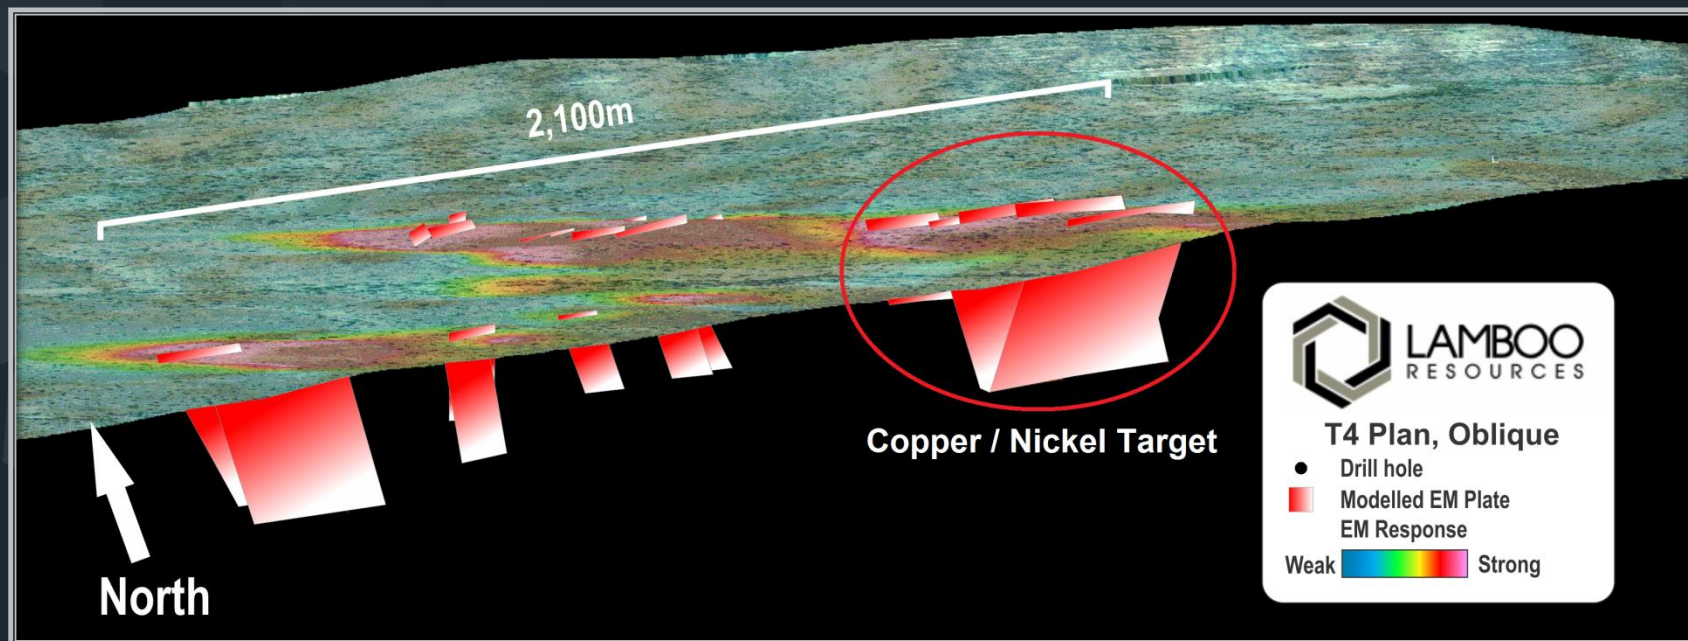 2,100m
Copper / Nickel Target
North
LAMBOO
RESOURCES
T4 Plan, Oblique
Drill hole
Modelled EM Plate
EM Response
Weak Strong